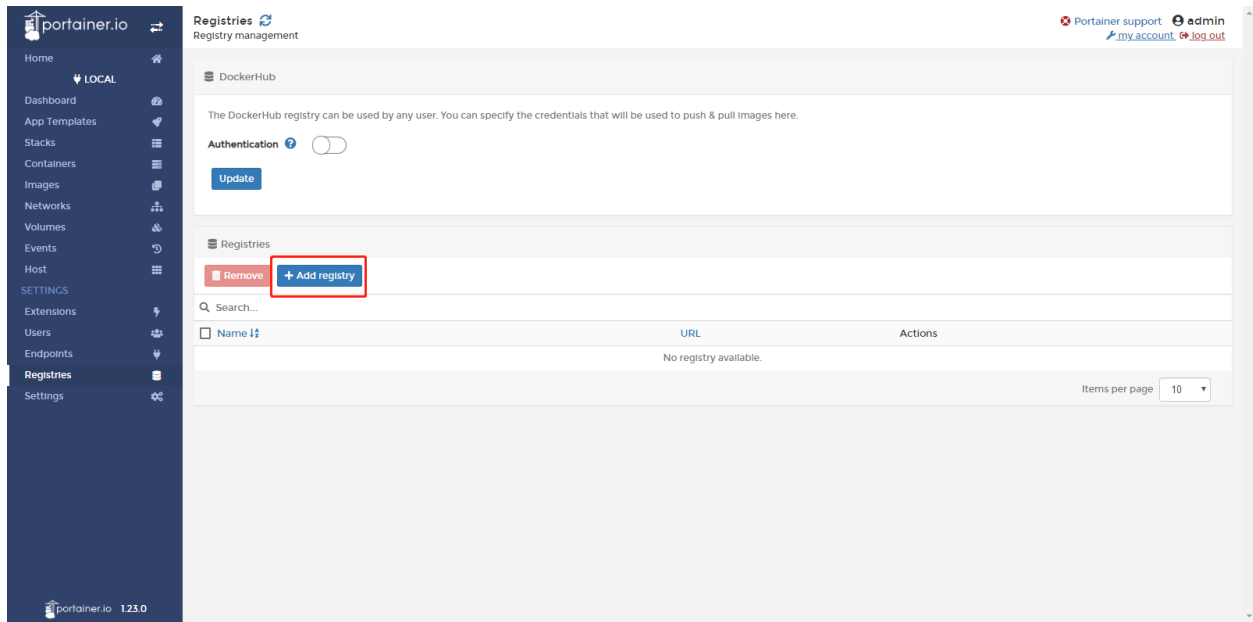 portainer.io
Home
LOCAL
Dashboard
App Templates
Stacks
Containers
Images
Networks
Volumes
Events
Host
SETTINGS
Extensions
Users
Endpoints
Registries
Settings
portainer.io 1.23.0
Registries
Registry management
Portainer support admin
my account log out
DockerHub
The DockerHub registry can be used by any user. You can specify the credentials that will be used to push & pull images here.
Authentication
Update
Registries
Remove + Add registry
Search...
Name URL Actions
No registry available.
Items per page 10